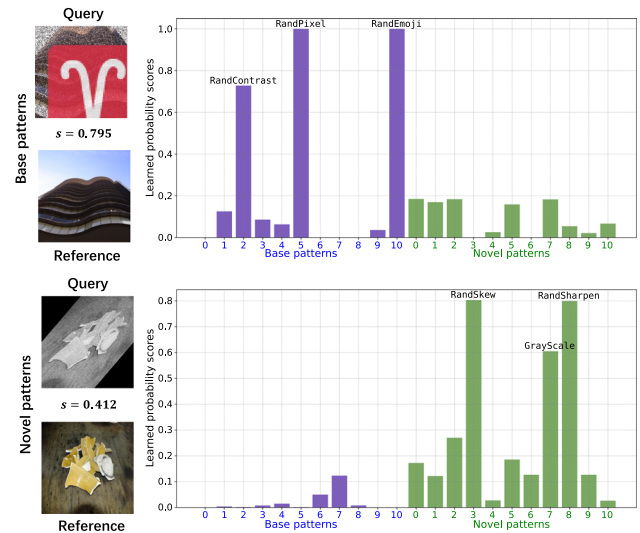 Query
Base patterns
s = 0.795
Reference
Learned probability scores
1.0
0.8
0.6
0.4
0.2
0.0
RandContrast
RandPixel
RandEmoji
0 1 2 3 4 5 6 7 8 9 10 0 1 2 3 4 5 6 7 8 9 10
Base patterns
Novel patterns
Query
Novel patterns
s = 0.412
Reference
Learned probability scores
0.8
0.7
0.6
0.5
0.4
0.3
0.2
0.1
0.0
RandSkew
RandSharpen
GrayScale
0 1 2 3 4 5 6 7 8 9 10 0 1 2 3 4 5 6 7 8 9 10
Base patterns
Novel patterns